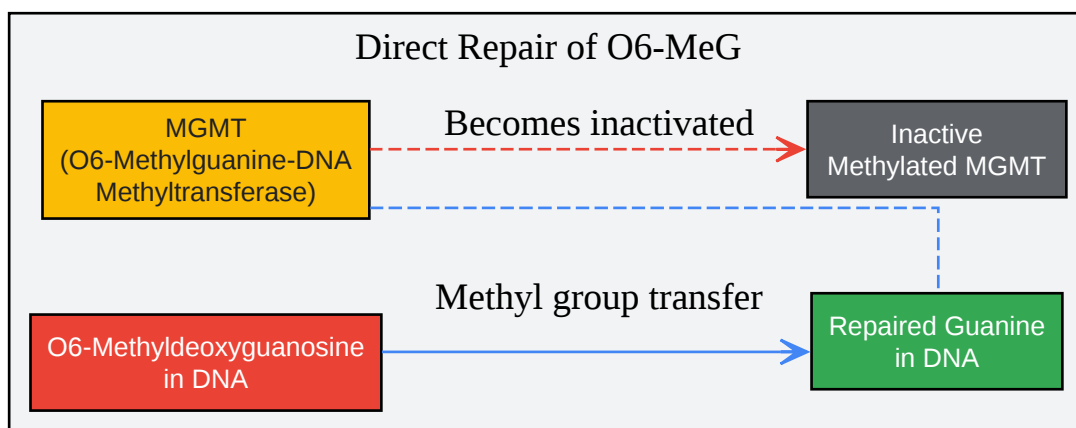 Direct Repair of O6-MeG
MGMT
(O6-Methylguanine-DNA
Methyltransferase)
Becomes inactivated
Inactive
Methylated MGMT
O6-Methyldeoxyguanosine
in DNA
Methyl group transfer
Repaired Guanine
in DNA